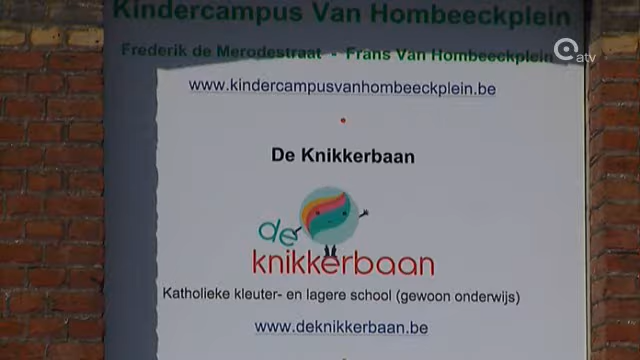 Kindercampus Van Hombeeckplein
Frederik de Merodestraat - Frans Van Hombeeckplein
atv
www.kindercampusvanhombeeckplein.be
De Knikkerbaan
de
knikkerbaan
Katholieke kleuter- en lagere school (gewoon onderwijs)
www.deknikkerbaan.be